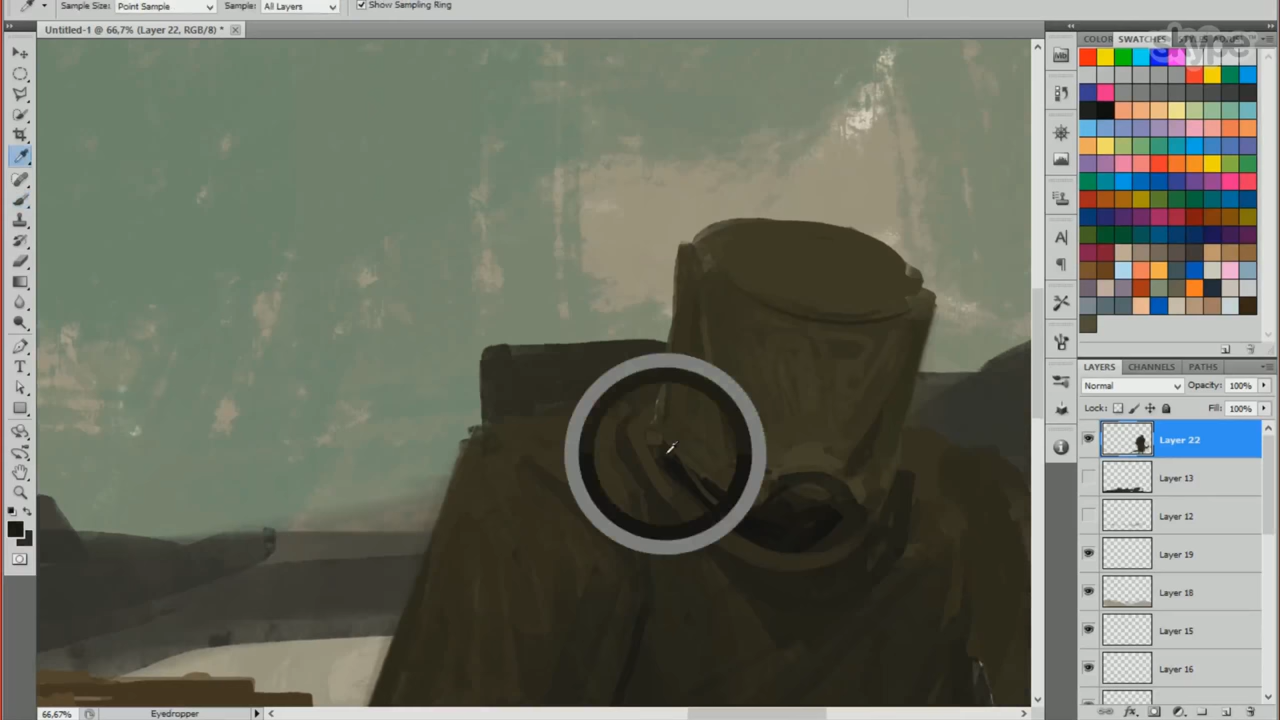 Sample Size: Point Sample Sample: All Layers Show Sampling Ring
Untitled-1 @ 66,7% (Layer 22, RGB/8) *
COLOR SWATCHES
skype
LAYERS CHANNELS PATHS
Normal Opacity: 100%
Lock: Fill: 100%
Layer 22
Layer 13
Layer 12
Layer 19
Layer 18
Layer 15
Layer 16
66,67% Eyedropper